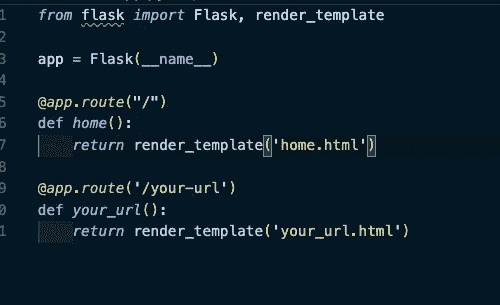 1 from flask import Flask, render_template
2
3 app = Flask(__name__)
4
5 @app.route("/")
6 def home():
7     return render_template('home.html')
8
9 @app.route('/your-url')
0 def your_url():
1     return render_template('your_url.html')